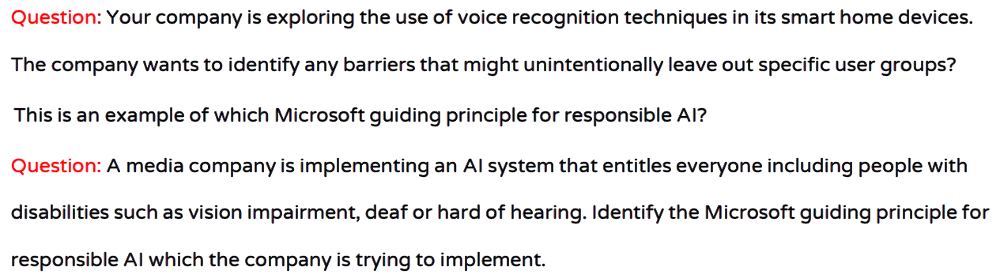 Question: Your company is exploring the use of voice recognition techniques in its smart home devices.
The company wants to identify any barriers that might unintentionally leave out specific user groups?
This is an example of which Microsoft guiding principle for responsible AI?
Question: A media company is implementing an AI system that entitles everyone including people with
disabilities such as vision impairment, deaf or hard of hearing. Identify the Microsoft guiding principle for
responsible AI which the company is trying to implement.